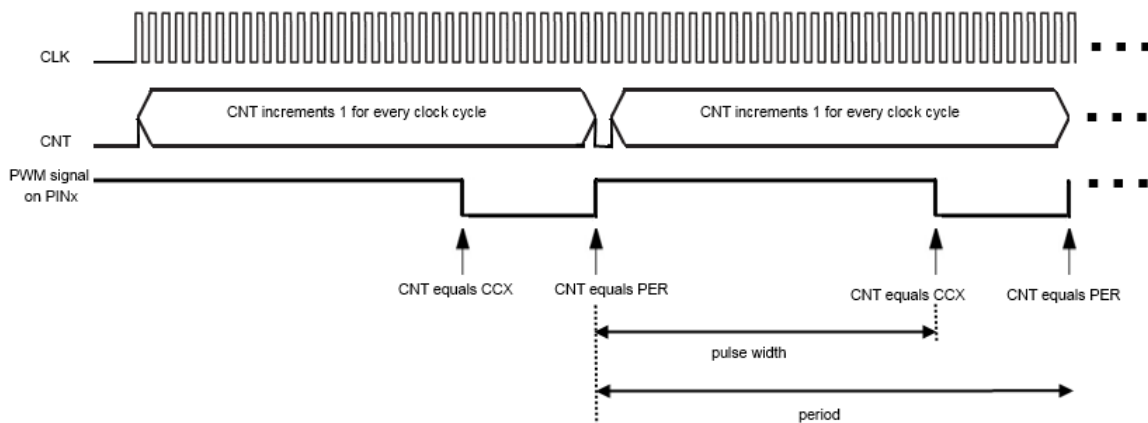 CLK
CNT increments 1 for every clock cycle
CNT increments 1 for every clock cycle
CNT
PWM signal
on PINx
CNT equals CCX
CNT equals PER
CNT equals CCX
CNT equals PER
pulse width
period